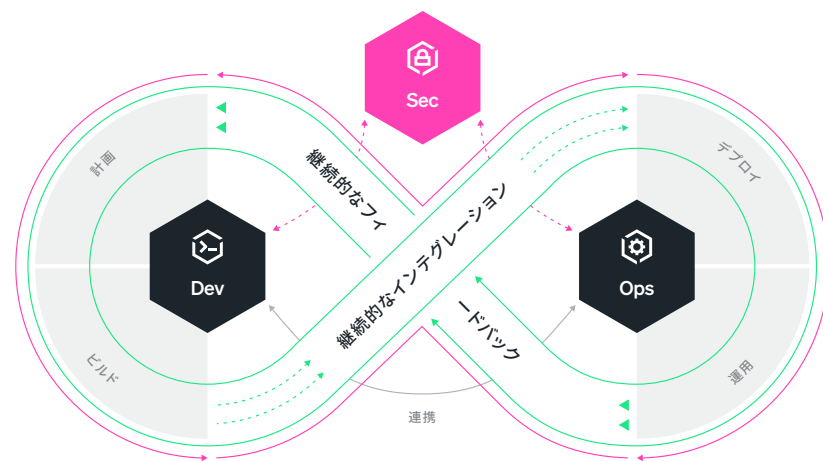 Sec
計画
継続的なフィ
継続的なインテグレーション
デプロイ
Dev
Ops
ードバック
ビルド
運用
連携